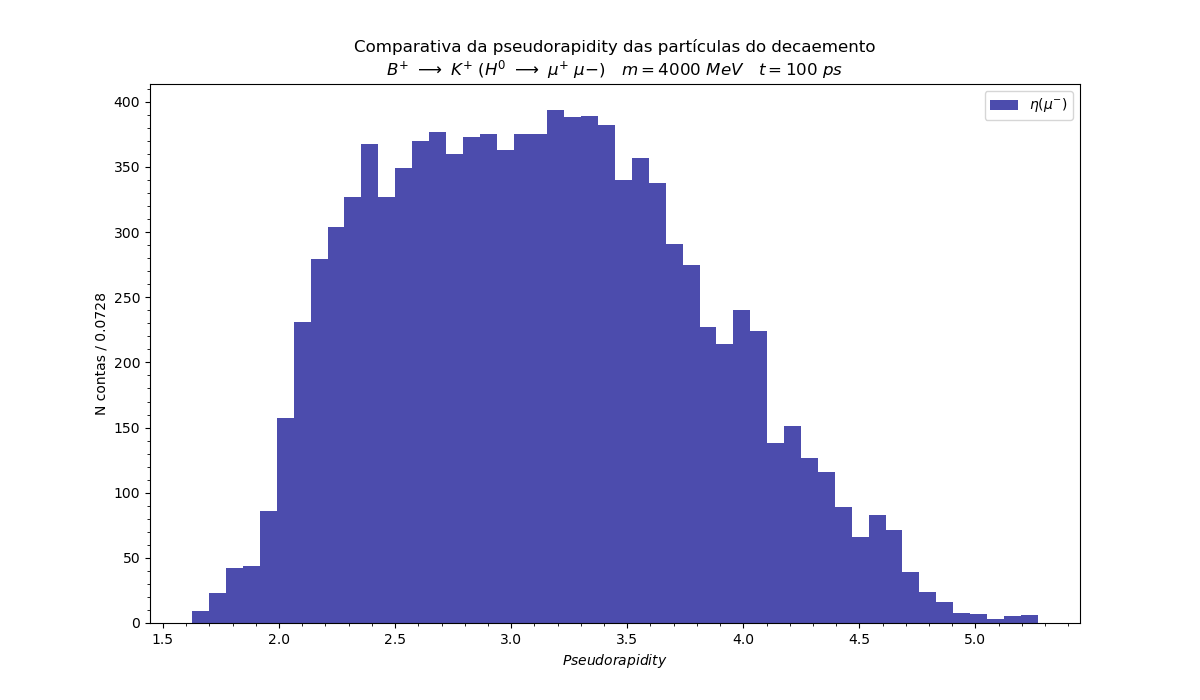 Comparativa da pseudorapidity das partículas do decaemento
B⁺ ⟶ K⁺ (H⁰ ⟶ μ⁺ μ−) m = 4000 MeV t = 100 ps
η(μ⁻)
400
350
300
250
200
150
100
50
0
N contas / 0.0728
1.5 2.0 2.5 3.0 3.5 4.0 4.5 5.0
Pseudorapidity